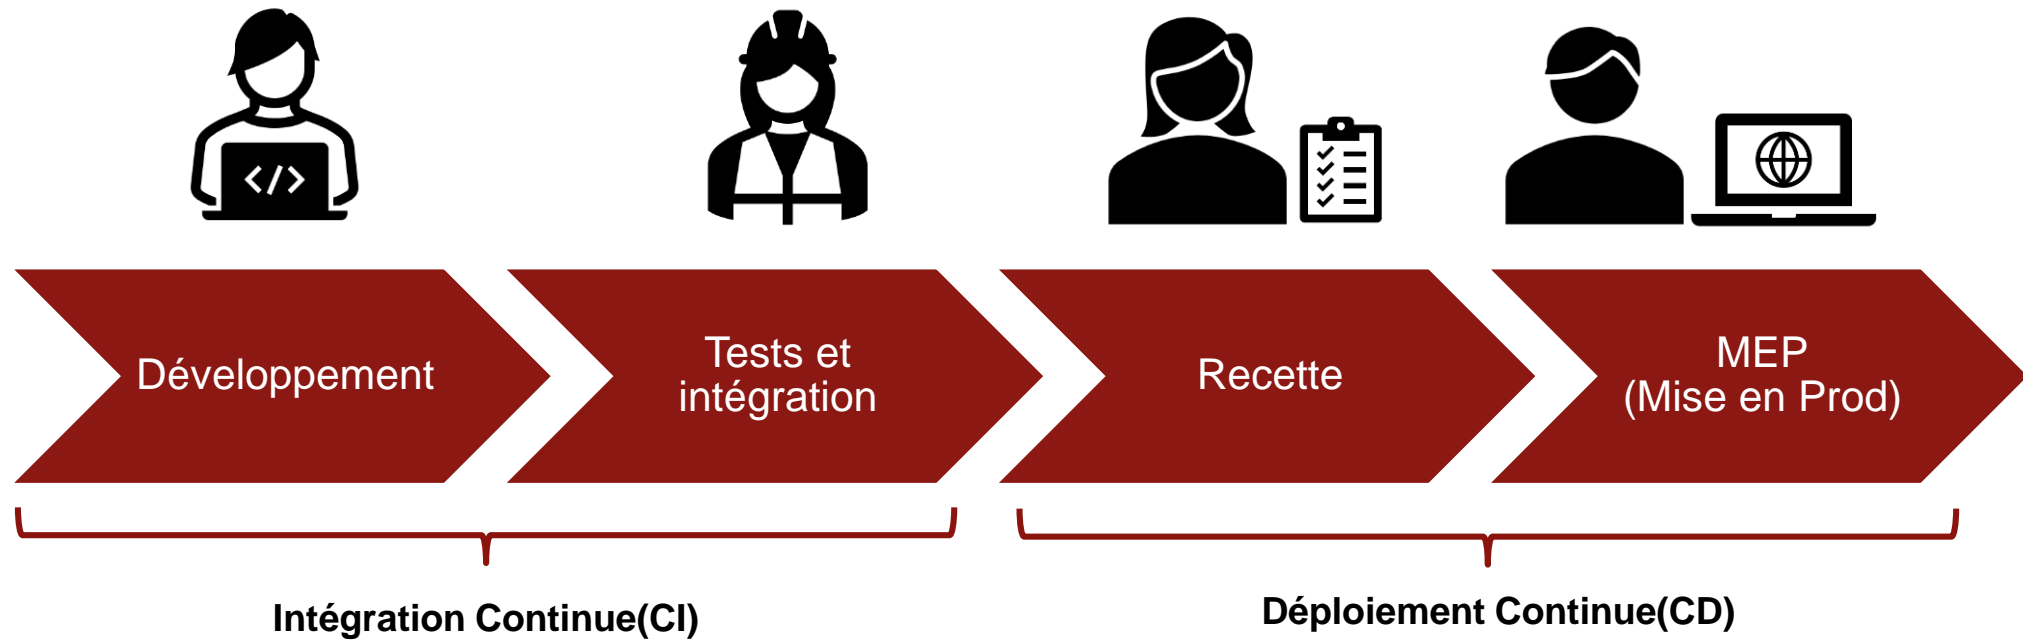 </>
Développement
Tests et
intégration
Recette
MEP
(Mise en Prod)
Intégration Continue(CI)
Déploiement Continue(CD)